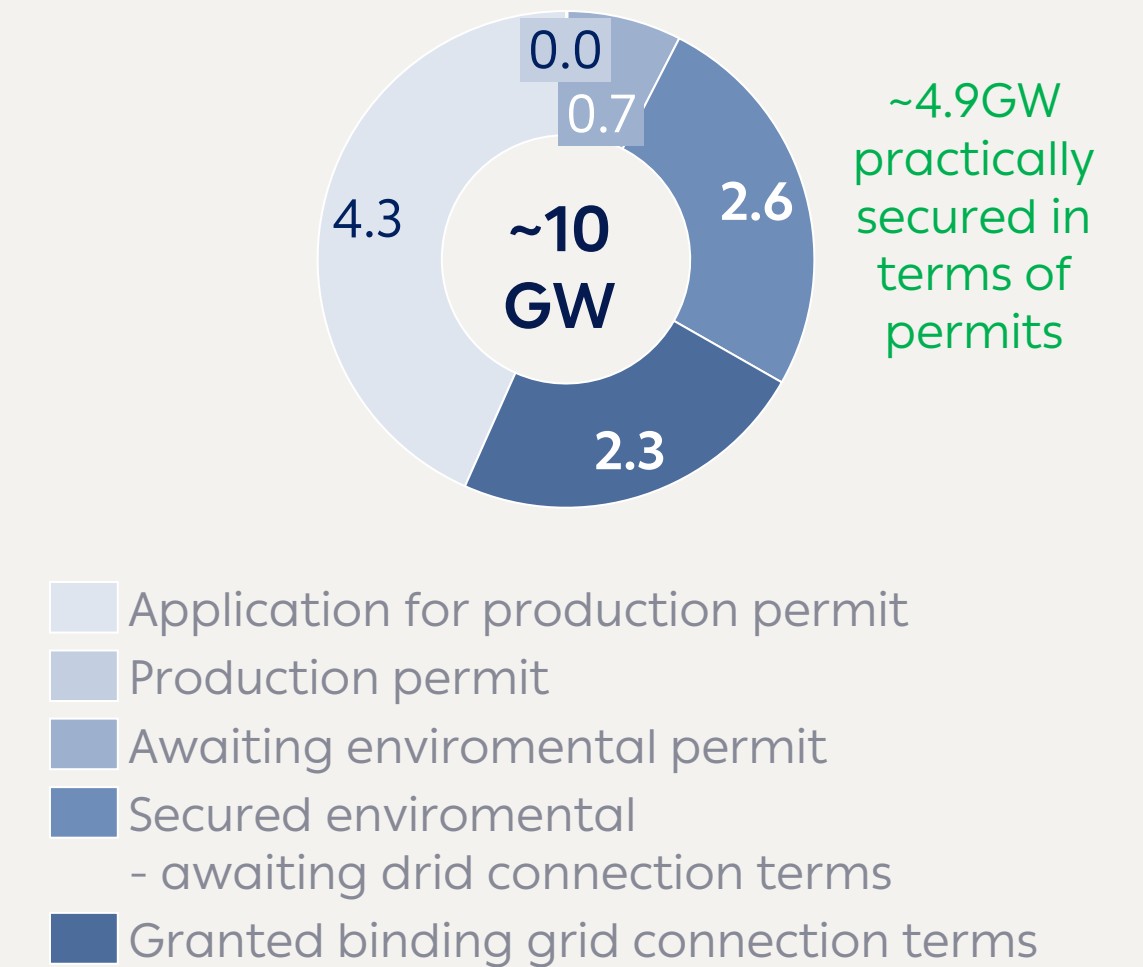 0.0
0.7
2.6
4.3
2.3
~10
GW
~4.9GW
practically
secured in
terms of
permits
Application for production permit
Production permit
Awaiting enviromental permit
Secured enviromental
- awaiting drid connection terms
Granted binding grid connection terms